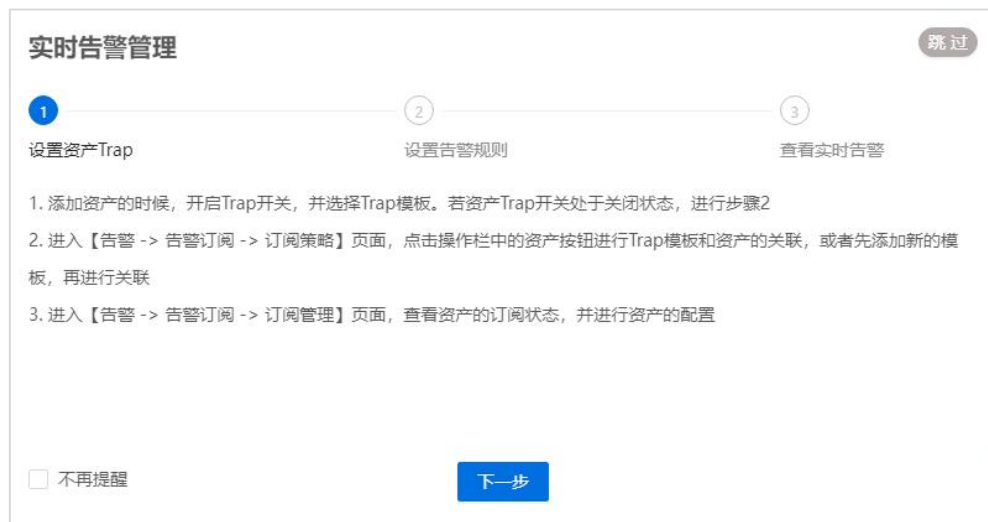 实时告警管理
跳过
1
2
3
设置资产Trap
设置告警规则
查看实时告警
1. 添加资产的时候，开启Trap开关，并选择Trap模板。若资产Trap开关处于关闭状态，进行步骤2
2. 进入【告警 -> 告警订阅 -> 订阅策略】页面，点击操作栏中的资产按钮进行Trap模板和资产的关联，或者先添加新的模
板，再进行关联
3. 进入【告警 -> 告警订阅 -> 订阅管理】页面，查看资产的订阅状态，并进行资产的配置
不再提醒
下一步